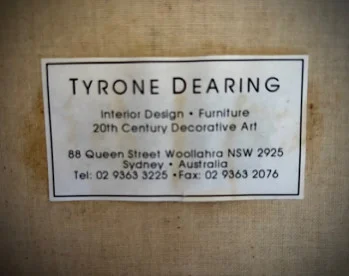 TYRONE DEARING
Interior Design • Furniture
20th Century Decorative Art
88 Queen Street Woollahra NSW 2925
Sydney • Australia
Tel: 02 9363 3225 • Fax: 02 9363 2076